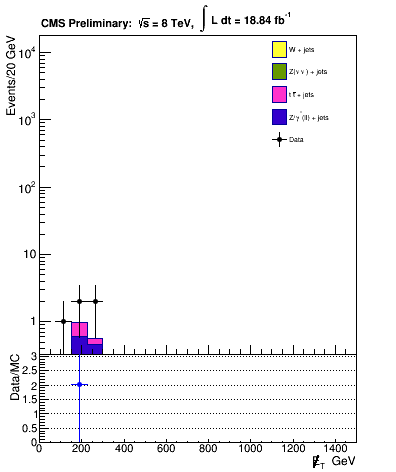 CMS Preliminary: √s = 8 TeV, ∫ L dt = 18.84 fb⁻¹
Events/20 GeV
10⁴
10³
10²
10
1
W + jets
Z(νν) + jets
t t̅ + jets
Z/γ*(ll) + jets
Data
Data/MC
3
2.5
2
1.5
1
0.5
0
0 200 400 600 800 1000 1200 1400
E̸_T GeV